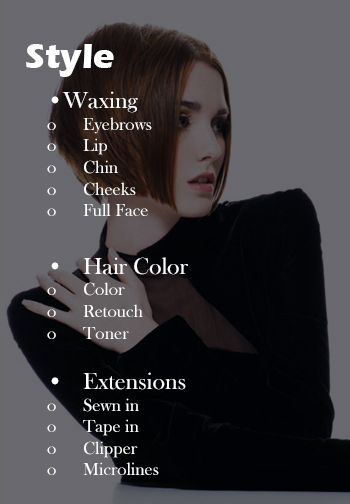 Style
• Waxing
o Eyebrows
o Lip
o Chin
o Cheeks
o Full Face
• Hair Color
o Color
o Retouch
o Toner
• Extensions
o Sewn in
o Tape in
o Clipper
o Microlines